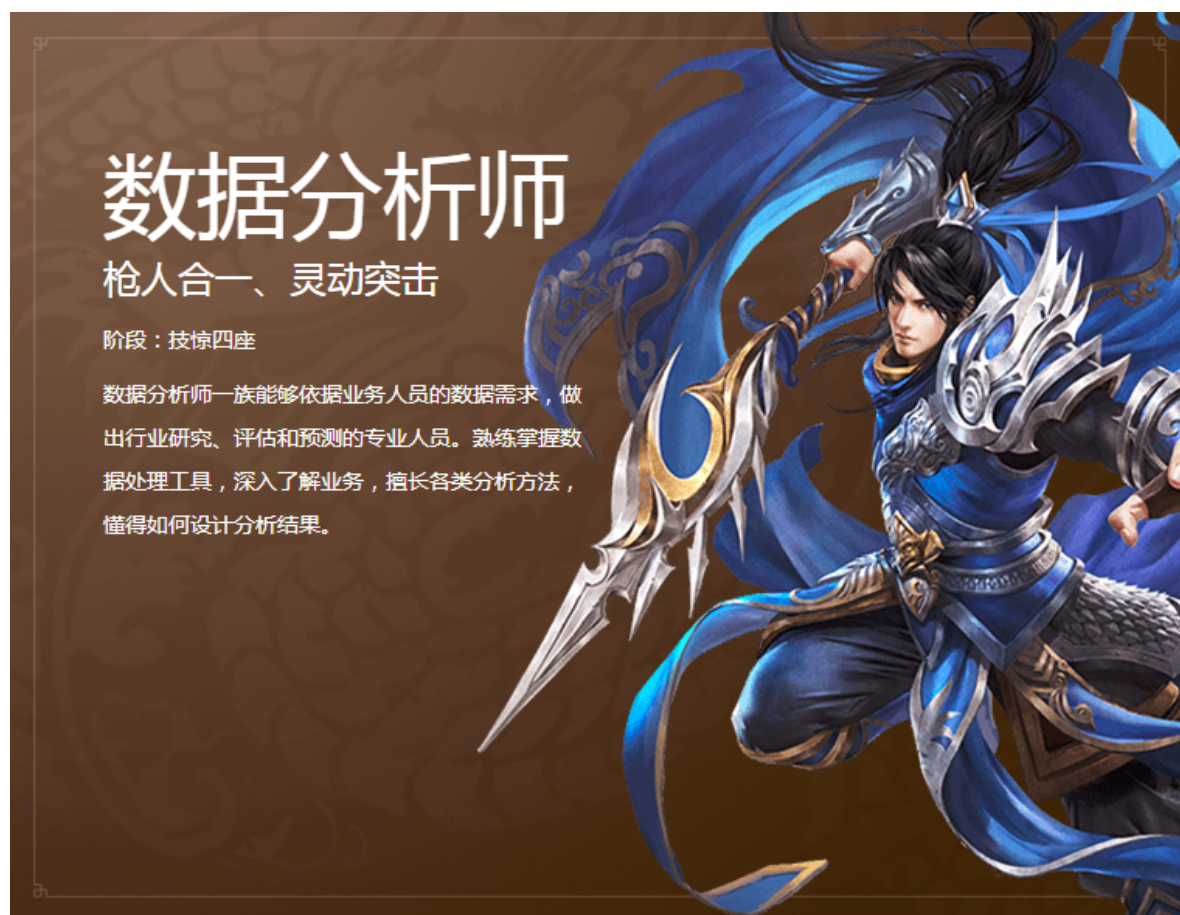 数据分析师
枪人合一、灵动突击
阶段：技惊四座
数据分析师一族能够依据业务人员的数据需求，做
出行业研究、评估和预测的专业人员。熟练掌握数
据处理工具，深入了解业务，擅长各类分析方法，
懂得如何设计分析结果。